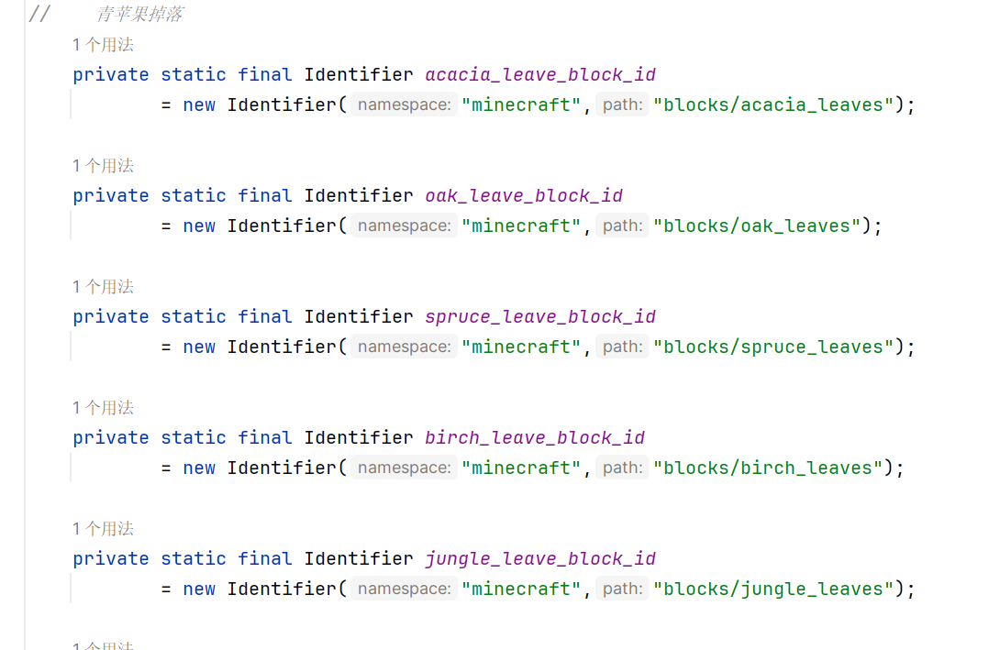 // 青苹果掉落
1 个用法
private static final Identifier acacia_leave_block_id
= new Identifier( namespace: "minecraft", path: "blocks/acacia_leaves");
1 个用法
private static final Identifier oak_leave_block_id
= new Identifier( namespace: "minecraft", path: "blocks/oak_leaves");
1 个用法
private static final Identifier spruce_leave_block_id
= new Identifier( namespace: "minecraft", path: "blocks/spruce_leaves");
1 个用法
private static final Identifier birch_leave_block_id
= new Identifier( namespace: "minecraft", path: "blocks/birch_leaves");
1 个用法
private static final Identifier jungle_leave_block_id
= new Identifier( namespace: "minecraft", path: "blocks/jungle_leaves");
1 个用法